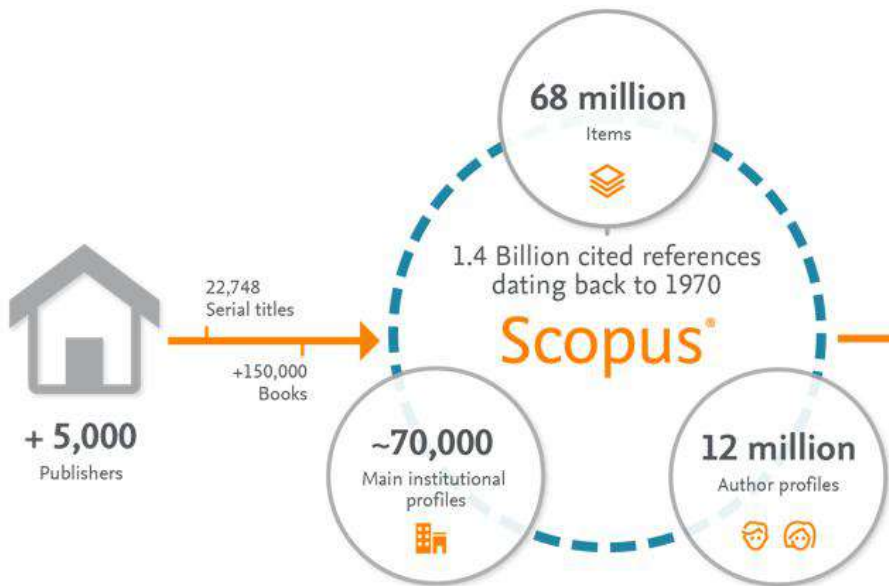 68 million
Items
1.4 Billion cited references
dating back to 1970
Scopus®
22,748
Serial titles
+150,000
Books
+ 5,000
Publishers
~70,000
Main institutional
profiles
12 million
Author profiles